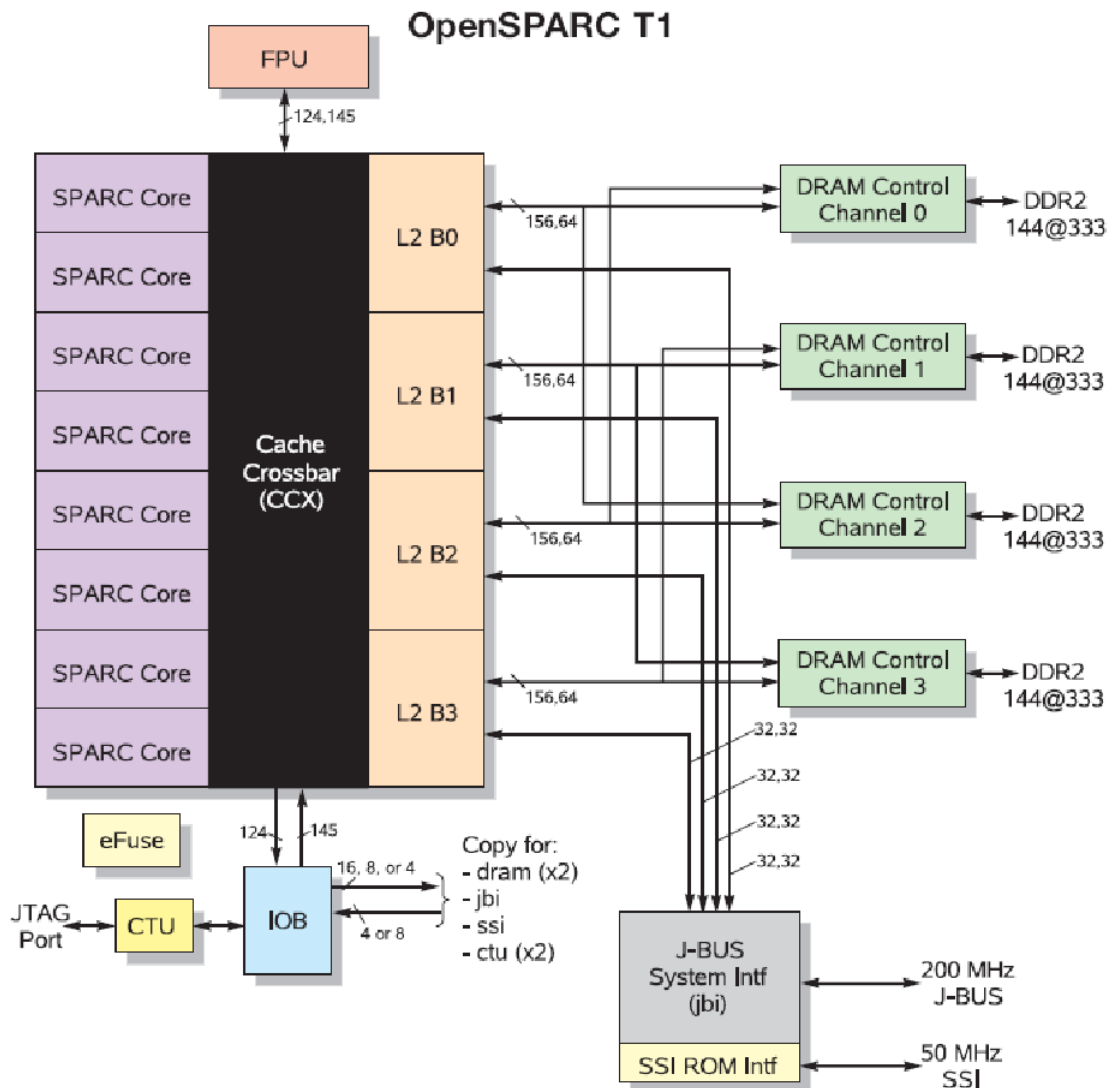 OpenSPARC T1
FPU
124,145
SPARC Core
SPARC Core
SPARC Core
SPARC Core
SPARC Core
SPARC Core
SPARC Core
SPARC Core
Cache
Crossbar
(CCX)
L2 B0
L2 B1
L2 B2
L2 B3
156,64
156,64
156,64
156,64
DRAM Control
Channel 0
DDR2
144@333
DRAM Control
Channel 1
DDR2
144@333
DRAM Control
Channel 2
DDR2
144@333
DRAM Control
Channel 3
DDR2
144@333
32,32
32,32
32,32
32,32
eFuse
124
145
JTAG
Port
CTU
IOB
16, 8, or 4
4 or 8
Copy for:
- dram (x2)
- jbi
- ssi
- ctu (x2)
J-BUS
System Intf
(jbi)
SSI ROM Intf
200 MHz
J-BUS
50 MHz
SSI